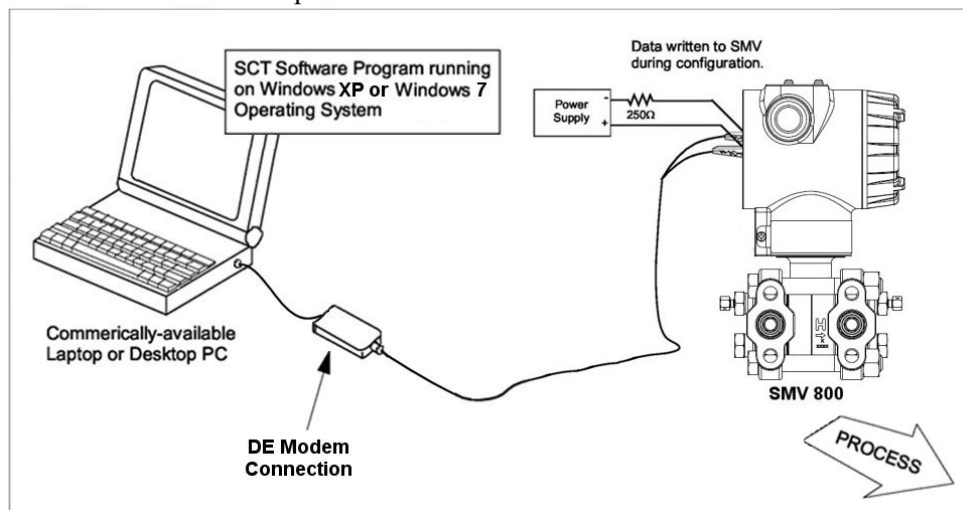 SCT Software Program running
on Windows XP or Windows 7
Operating System
Data written to SMV
during configuration.
Power
Supply
-
+
250Ω
Commerically-available
Laptop or Desktop PC
DE Modem
Connection
SMV 800
PROCESS